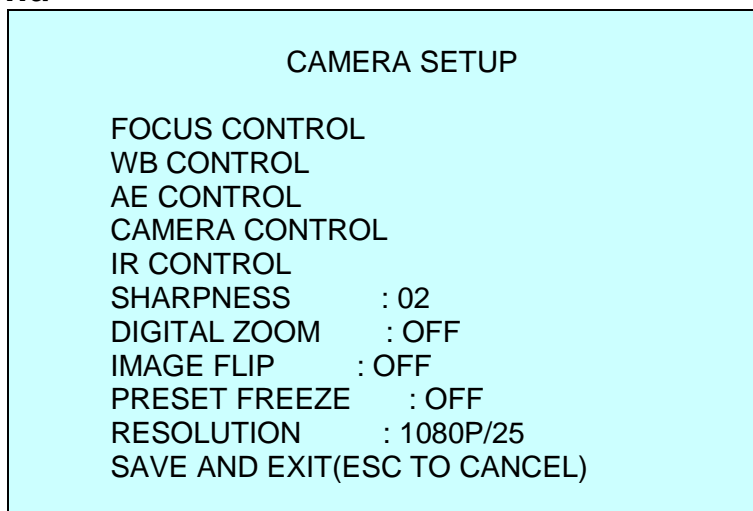 CAMERA SETUP
FOCUS CONTROL
WB CONTROL
AE CONTROL
CAMERA CONTROL
IR CONTROL
SHARPNESS : 02
DIGITAL ZOOM : OFF
IMAGE FLIP : OFF
PRESET FREEZE : OFF
RESOLUTION : 1080P/25
SAVE AND EXIT(ESC TO CANCEL)